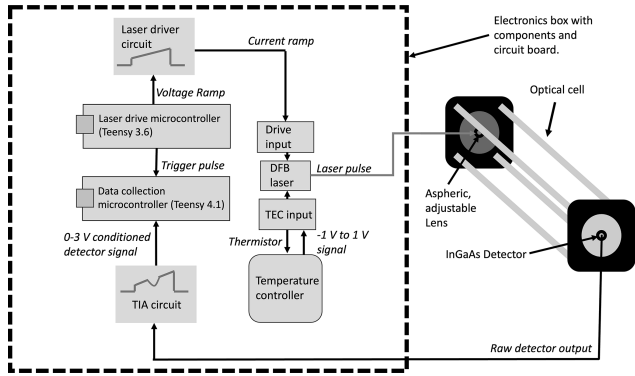 Laser driver
circuit
Current ramp
Electronics box with
components and
circuit board.
Voltage Ramp
Optical cell
Laser drive microcontroller
(Teensy 3.6)
Drive
input
Trigger pulse
DFB
laser
Laser pulse
Data collection
microcontroller (Teensy 4.1)
Aspheric,
adjustable
Lens
TEC input
0-3 V conditioned
detector signal
Thermistor
-1 V to 1 V
signal
InGaAs Detector
Temperature
controller
TIA circuit
Raw detector output